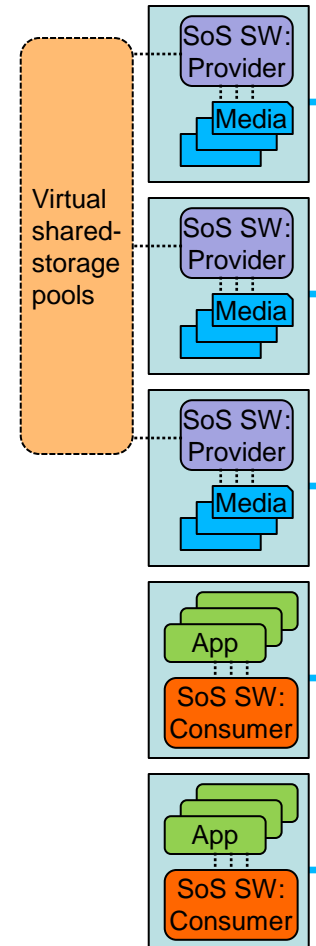 SoS SW:
Provider
Media
Virtual
shared-
storage
pools
SoS SW:
Provider
Media
SoS SW:
Provider
Media
App
SoS SW:
Consumer
App
SoS SW:
Consumer